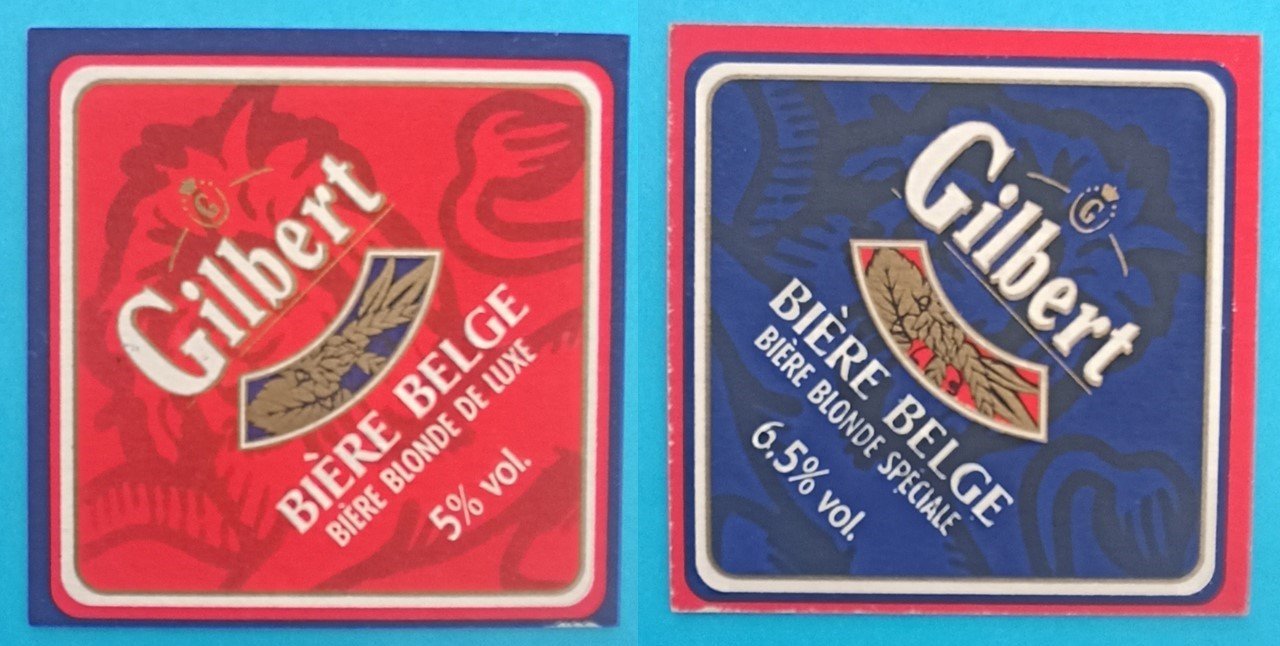 G
Gilbert
BIÈRE BELGE
BIÈRE BLONDE DE LUXE
5% vol.
G
Gilbert
BIÈRE BELGE
BIÈRE BLONDE SPÉCIALE
6,5% vol.